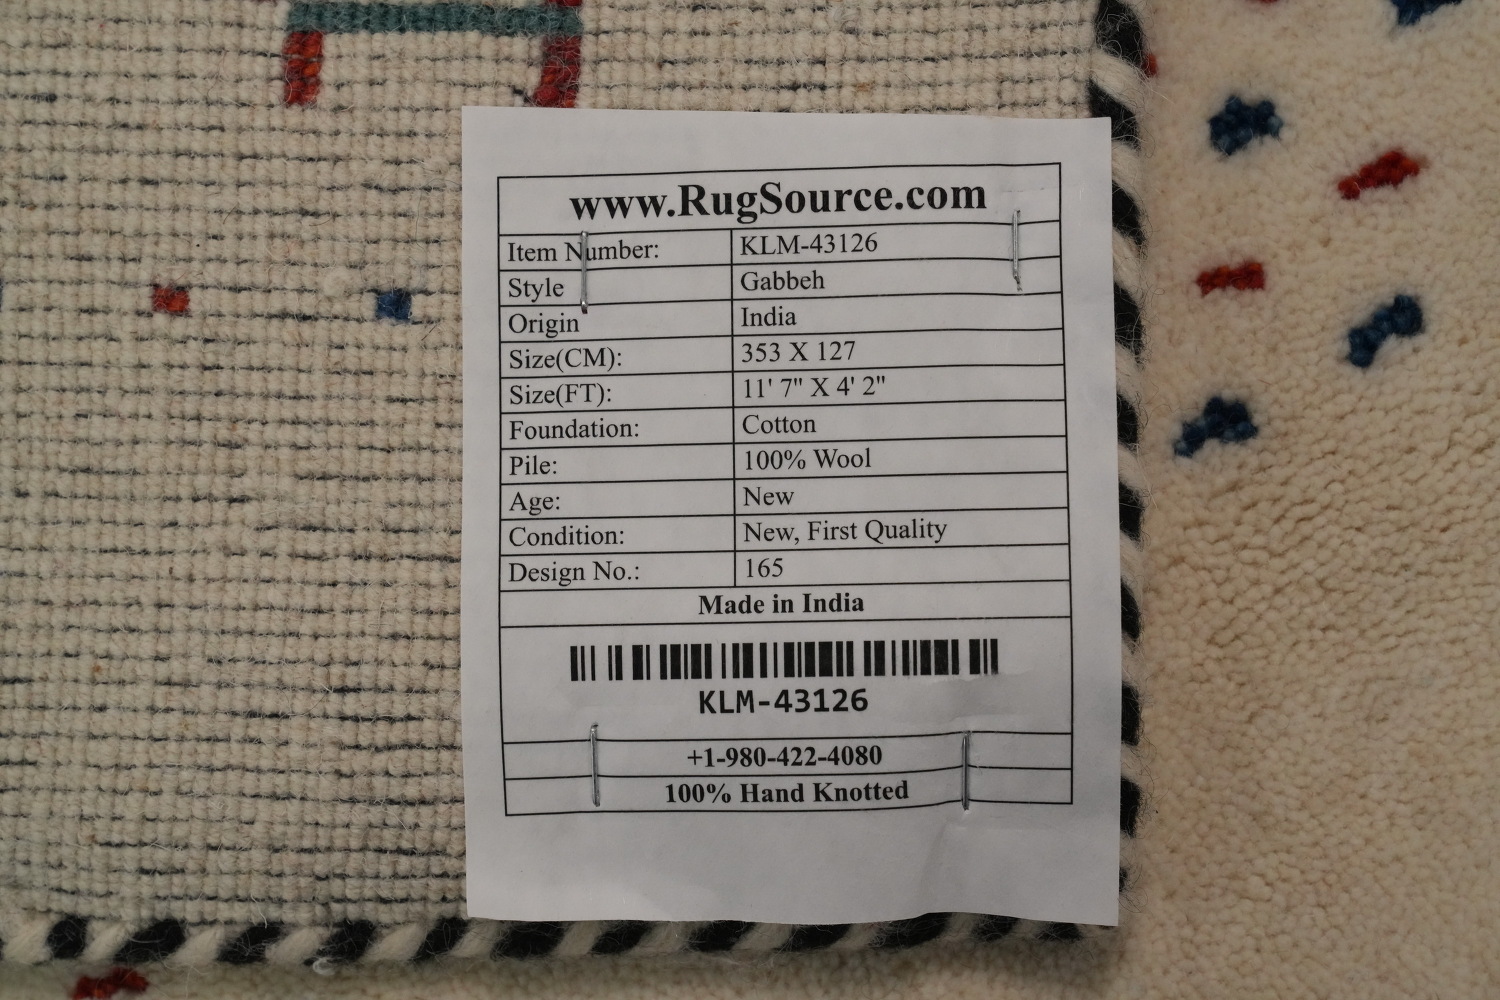 www.RugSource.com
Item Number: KLM-43126
Style Gabbeh
Origin India
Size(CM): 353 X 127
Size(FT): 11' 7" X 4' 2"
Foundation: Cotton
Pile: 100% Wool
Age: New
Condition: New, First Quality
Design No.: 165
Made in India
KLM-43126
+1-980-422-4080
100% Hand Knotted